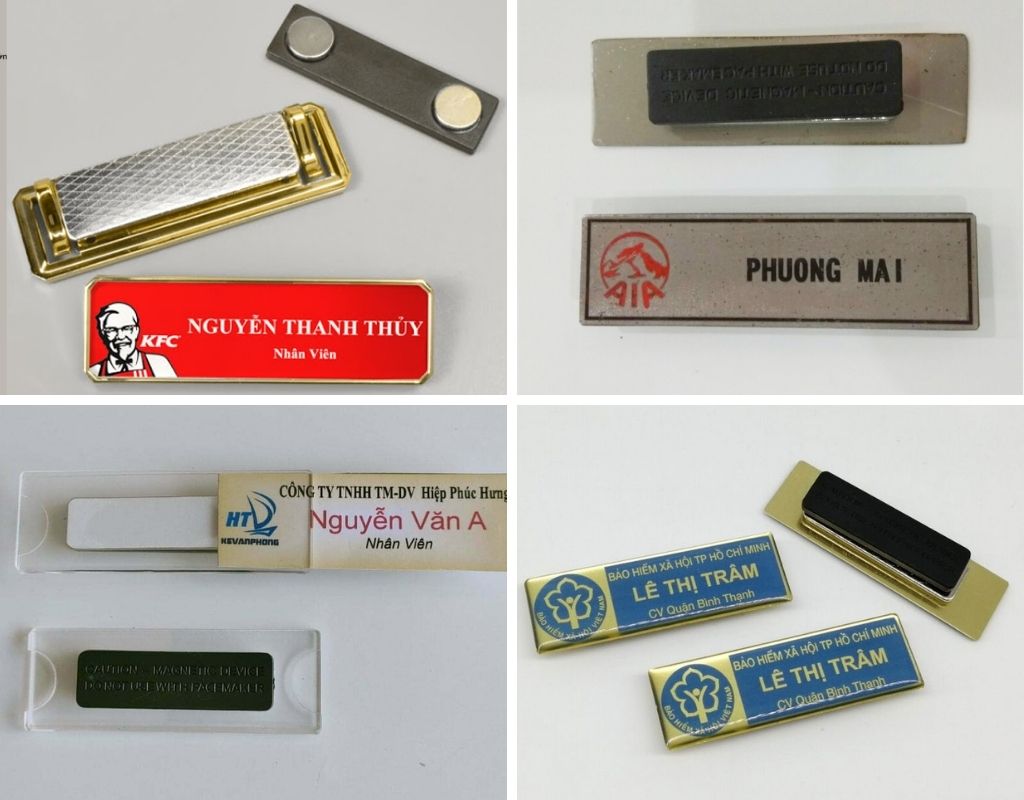 NGUYỄN THANH THỦY
KFC
Nhân Viên
CAUTION - MAGNETIC DEVICE
DO NOT USE WITH PACEMAKER
AIA
PHUONG MAI
CÔNG TY TNHH TM-DV Hiệp Phúc Hưng
HT
KEVANPHONG
Nguyễn Văn A
Nhân Viên
CAUTION - MAGNETIC DEVICE
DO NOT USE WITH PACEMAKER
BẢO HIỂM XÃ HỘI TP HỒ CHÍ MINH
LÊ THỊ TRÂM
CV Quận Bình Thạnh
BẢO HIỂM XÃ HỘI VIỆT NAM
BẢO HIỂM XÃ HỘI TP HỒ CHÍ MINH
LÊ THỊ TRÂM
CV Quận Bình Thạnh
BẢO HIỂM XÃ HỘI VIỆT NAM